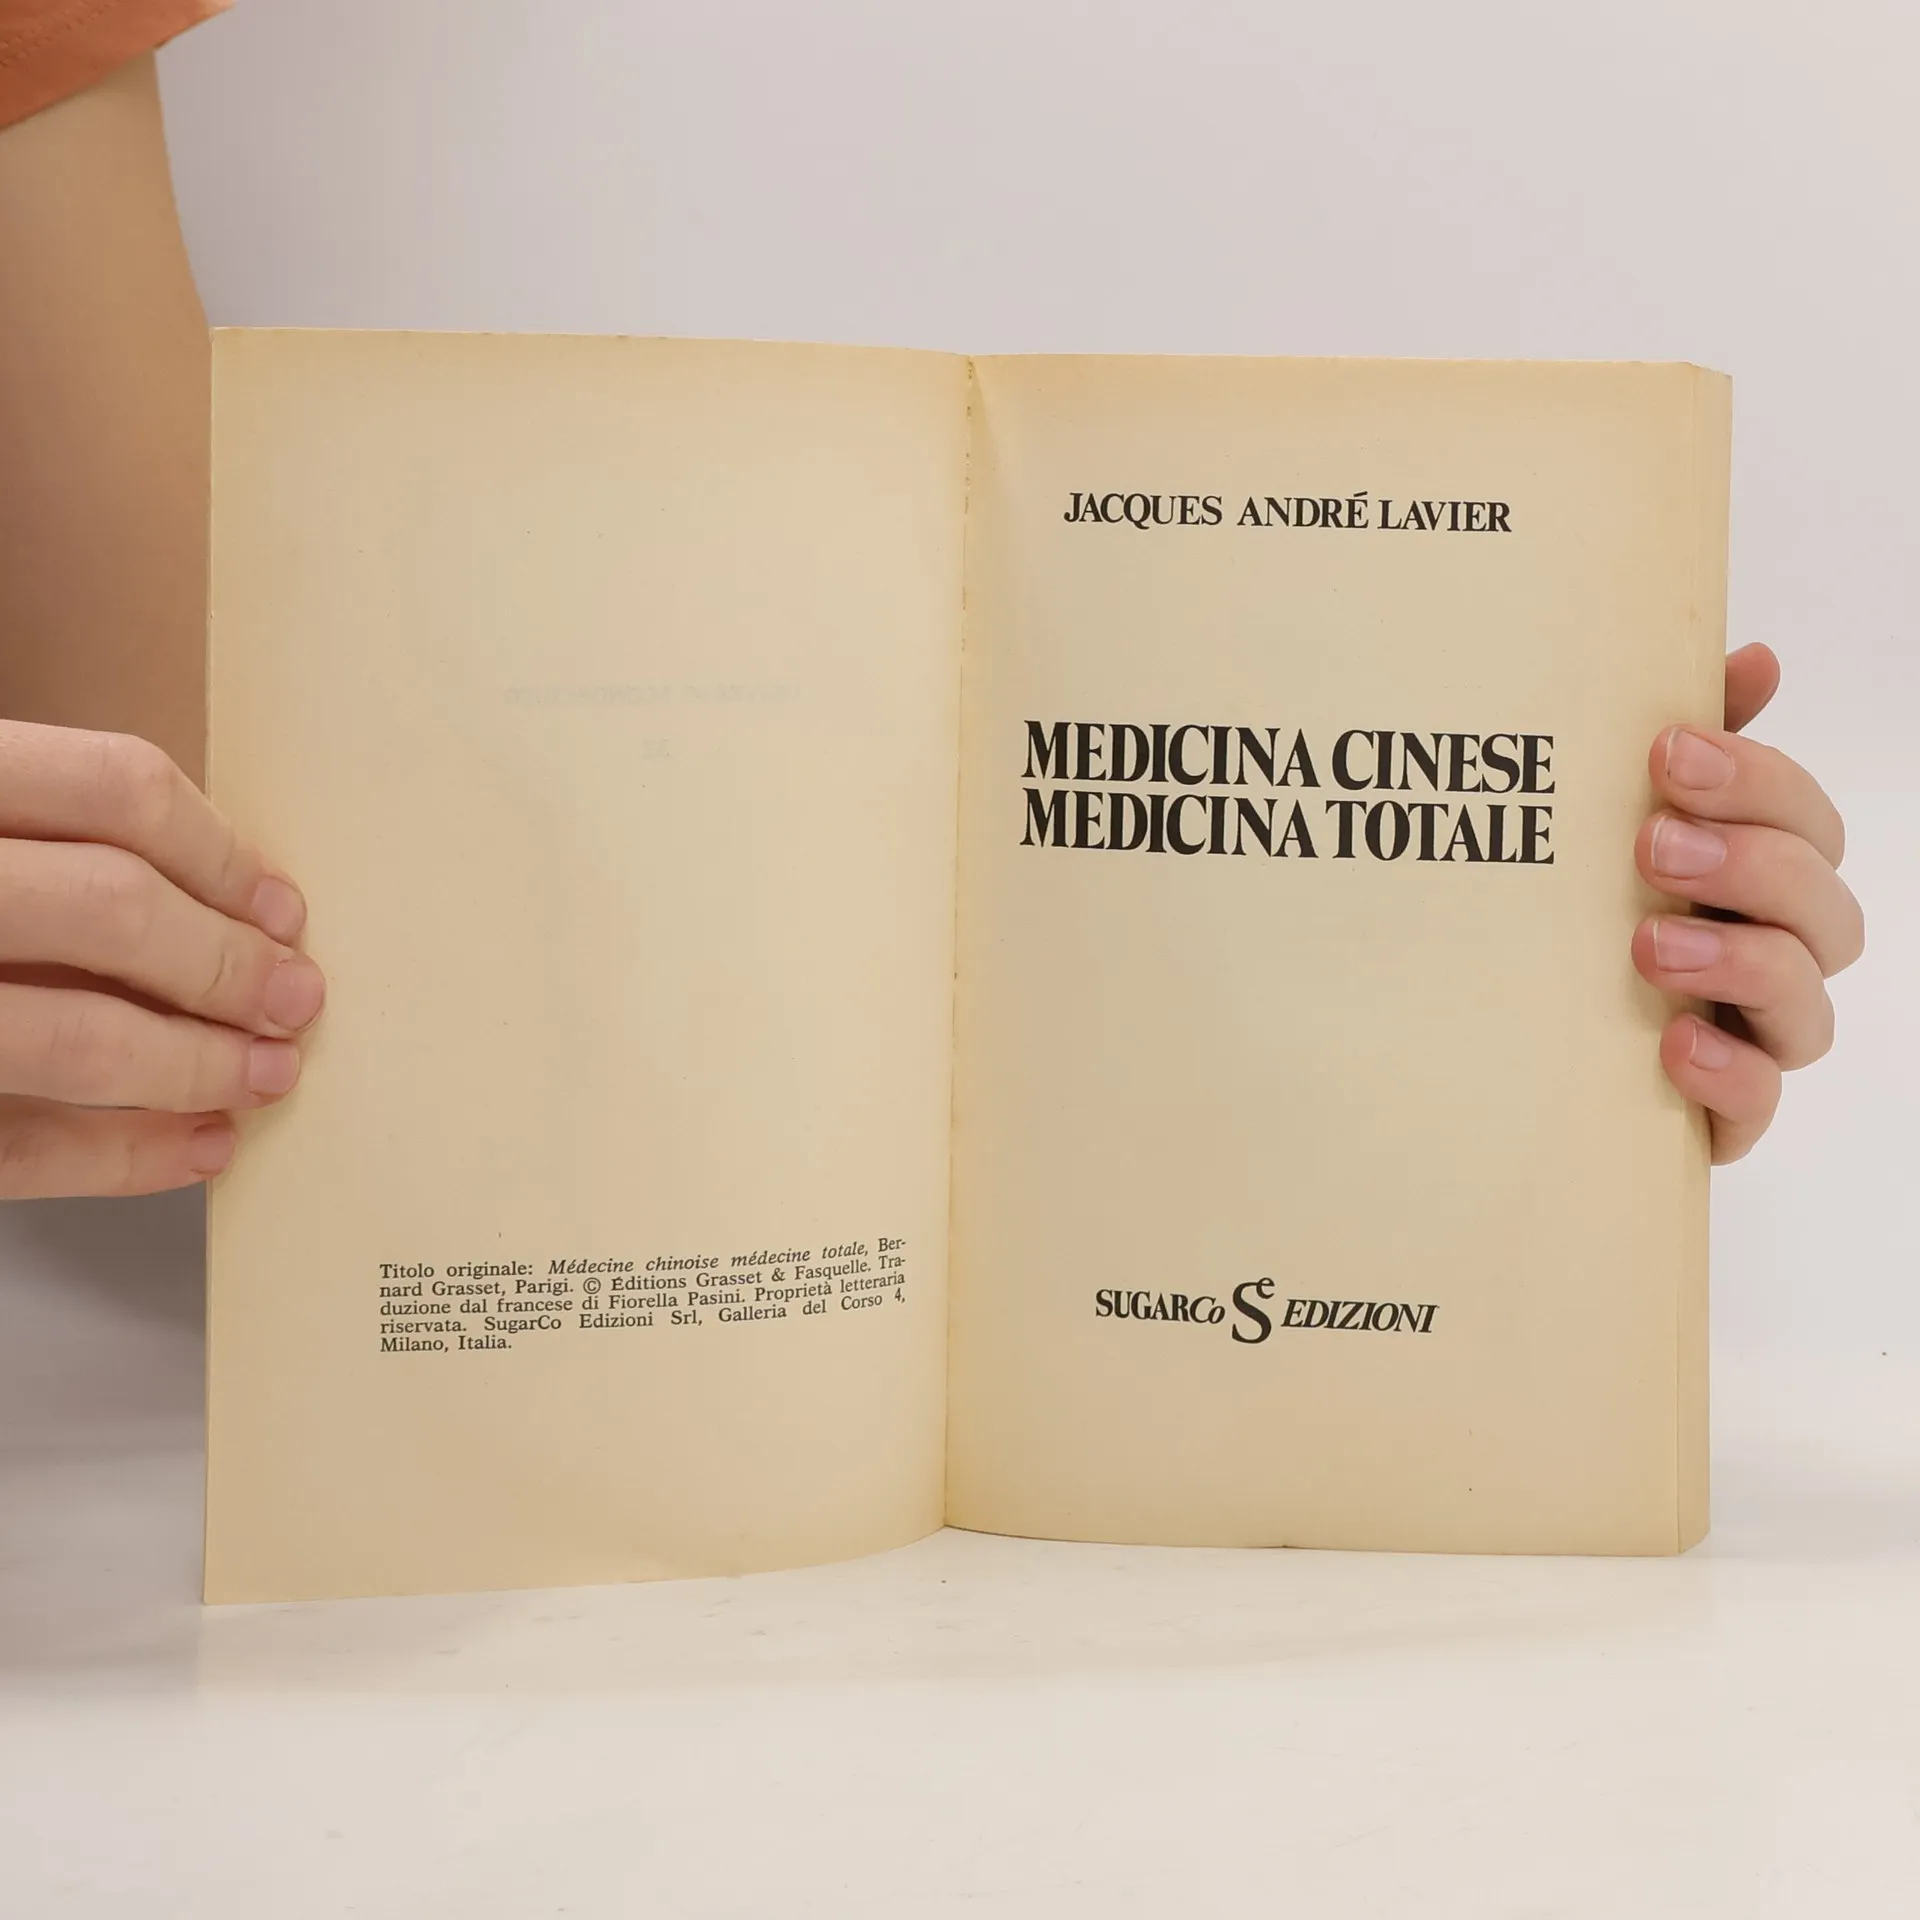 Titolo originale: Médecine chinoise médecine totale, Ber-
nard Grasset, Parigi. © Éditions Grasset & Fasquelle. Tra-
duzione dal francese di Fiorella Pasini. Proprietà letteraria
riservata. SugarCo Edizioni Srl, Galleria del Corso 4,
Milano, Italia.
JACQUES ANDRÉ LAVIER
MEDICINA CINESE
MEDICINA TOTALE
SUGARCo Se EDIZIONI